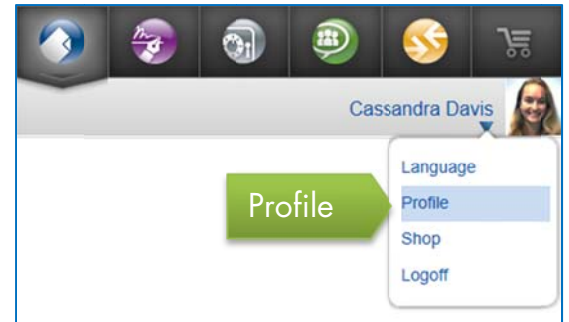 Cassandra Davis
Language
Profile
Profile
Shop
Logoff